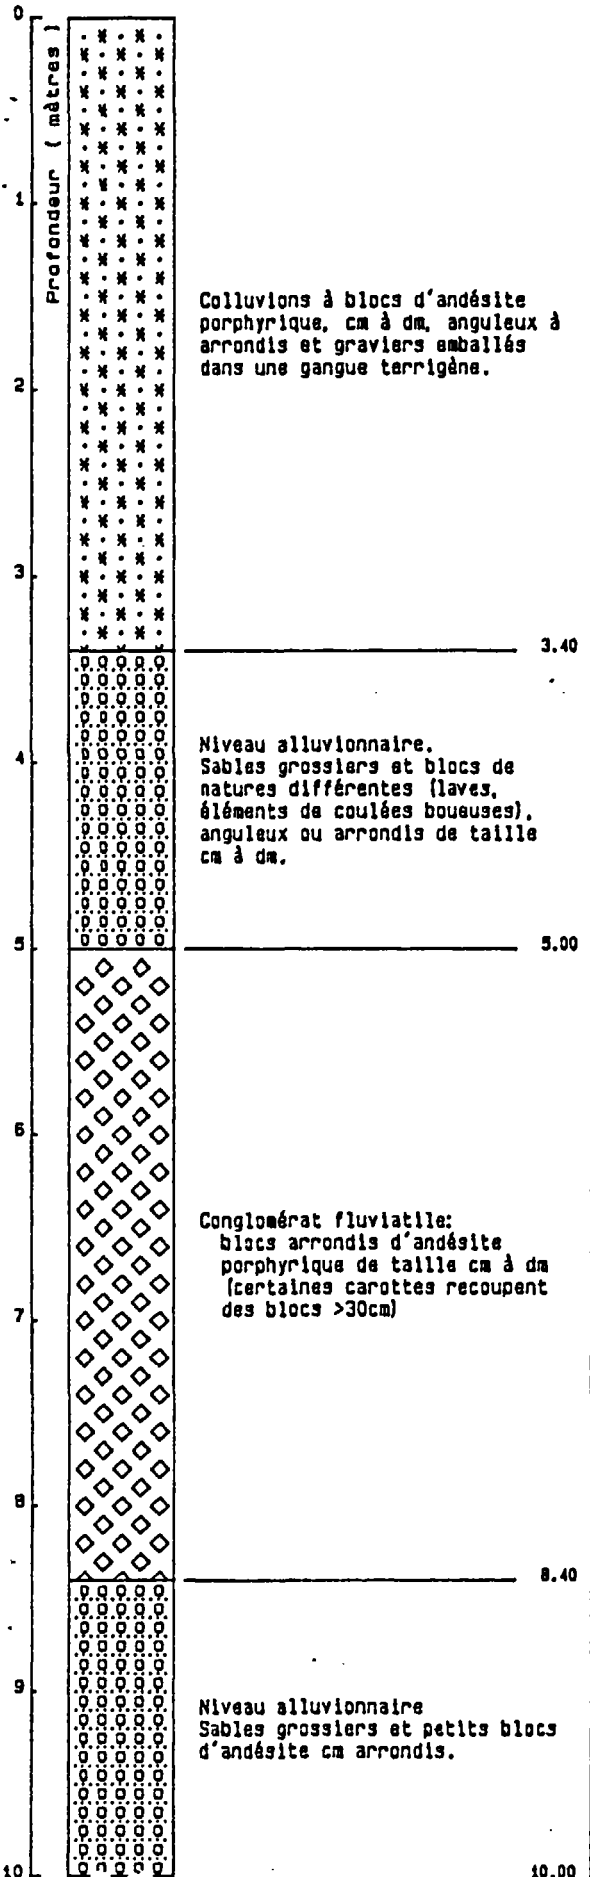 0
Profondeur ( mètres )
1
Colluvions à blocs d'andésite
porphyrique, cm à dm, anguleux à
arrondis et graviers emballés
dans une gangue terrigène.
2
3
3.40
4
Niveau alluvionnaire.
Sables grossiers et blocs de
natures différentes (laves,
éléments de coulées boueuses),
anguleux ou arrondis de taille
cm à dm.
5
5.00
6
Conglomérat fluviatile:
blocs arrondis d'andésite
porphyrique de taille cm à dm
(certaines carottes recoupent
des blocs >30cm)
7
8
8.40
9
Niveau alluvionnaire
Sables grossiers et petits blocs
d'andésite cm arrondis.
10
10.00